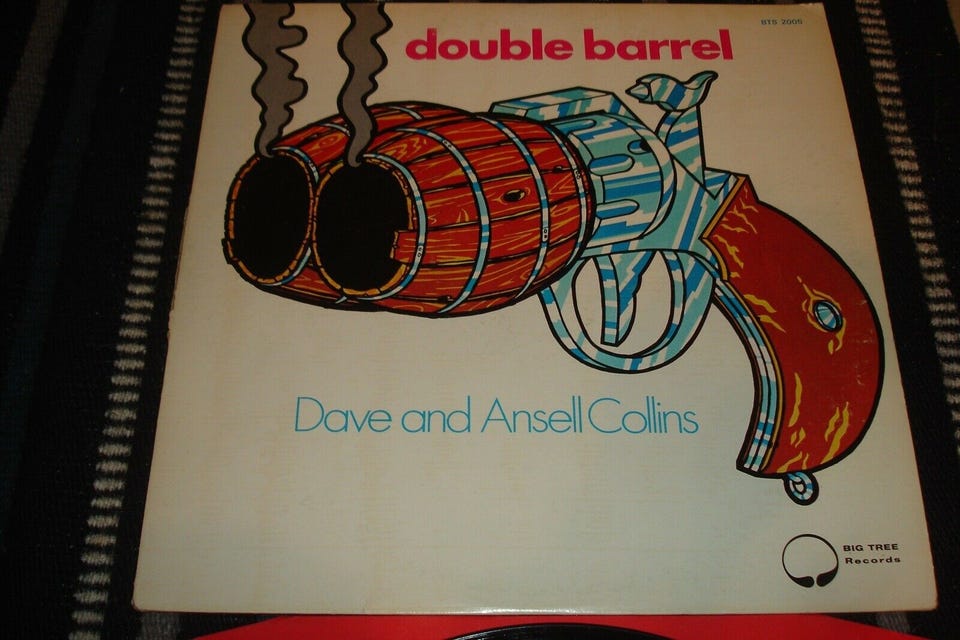 BTS 2005
double barrel
Dave and Ansell Collins
BIG TREE
Records